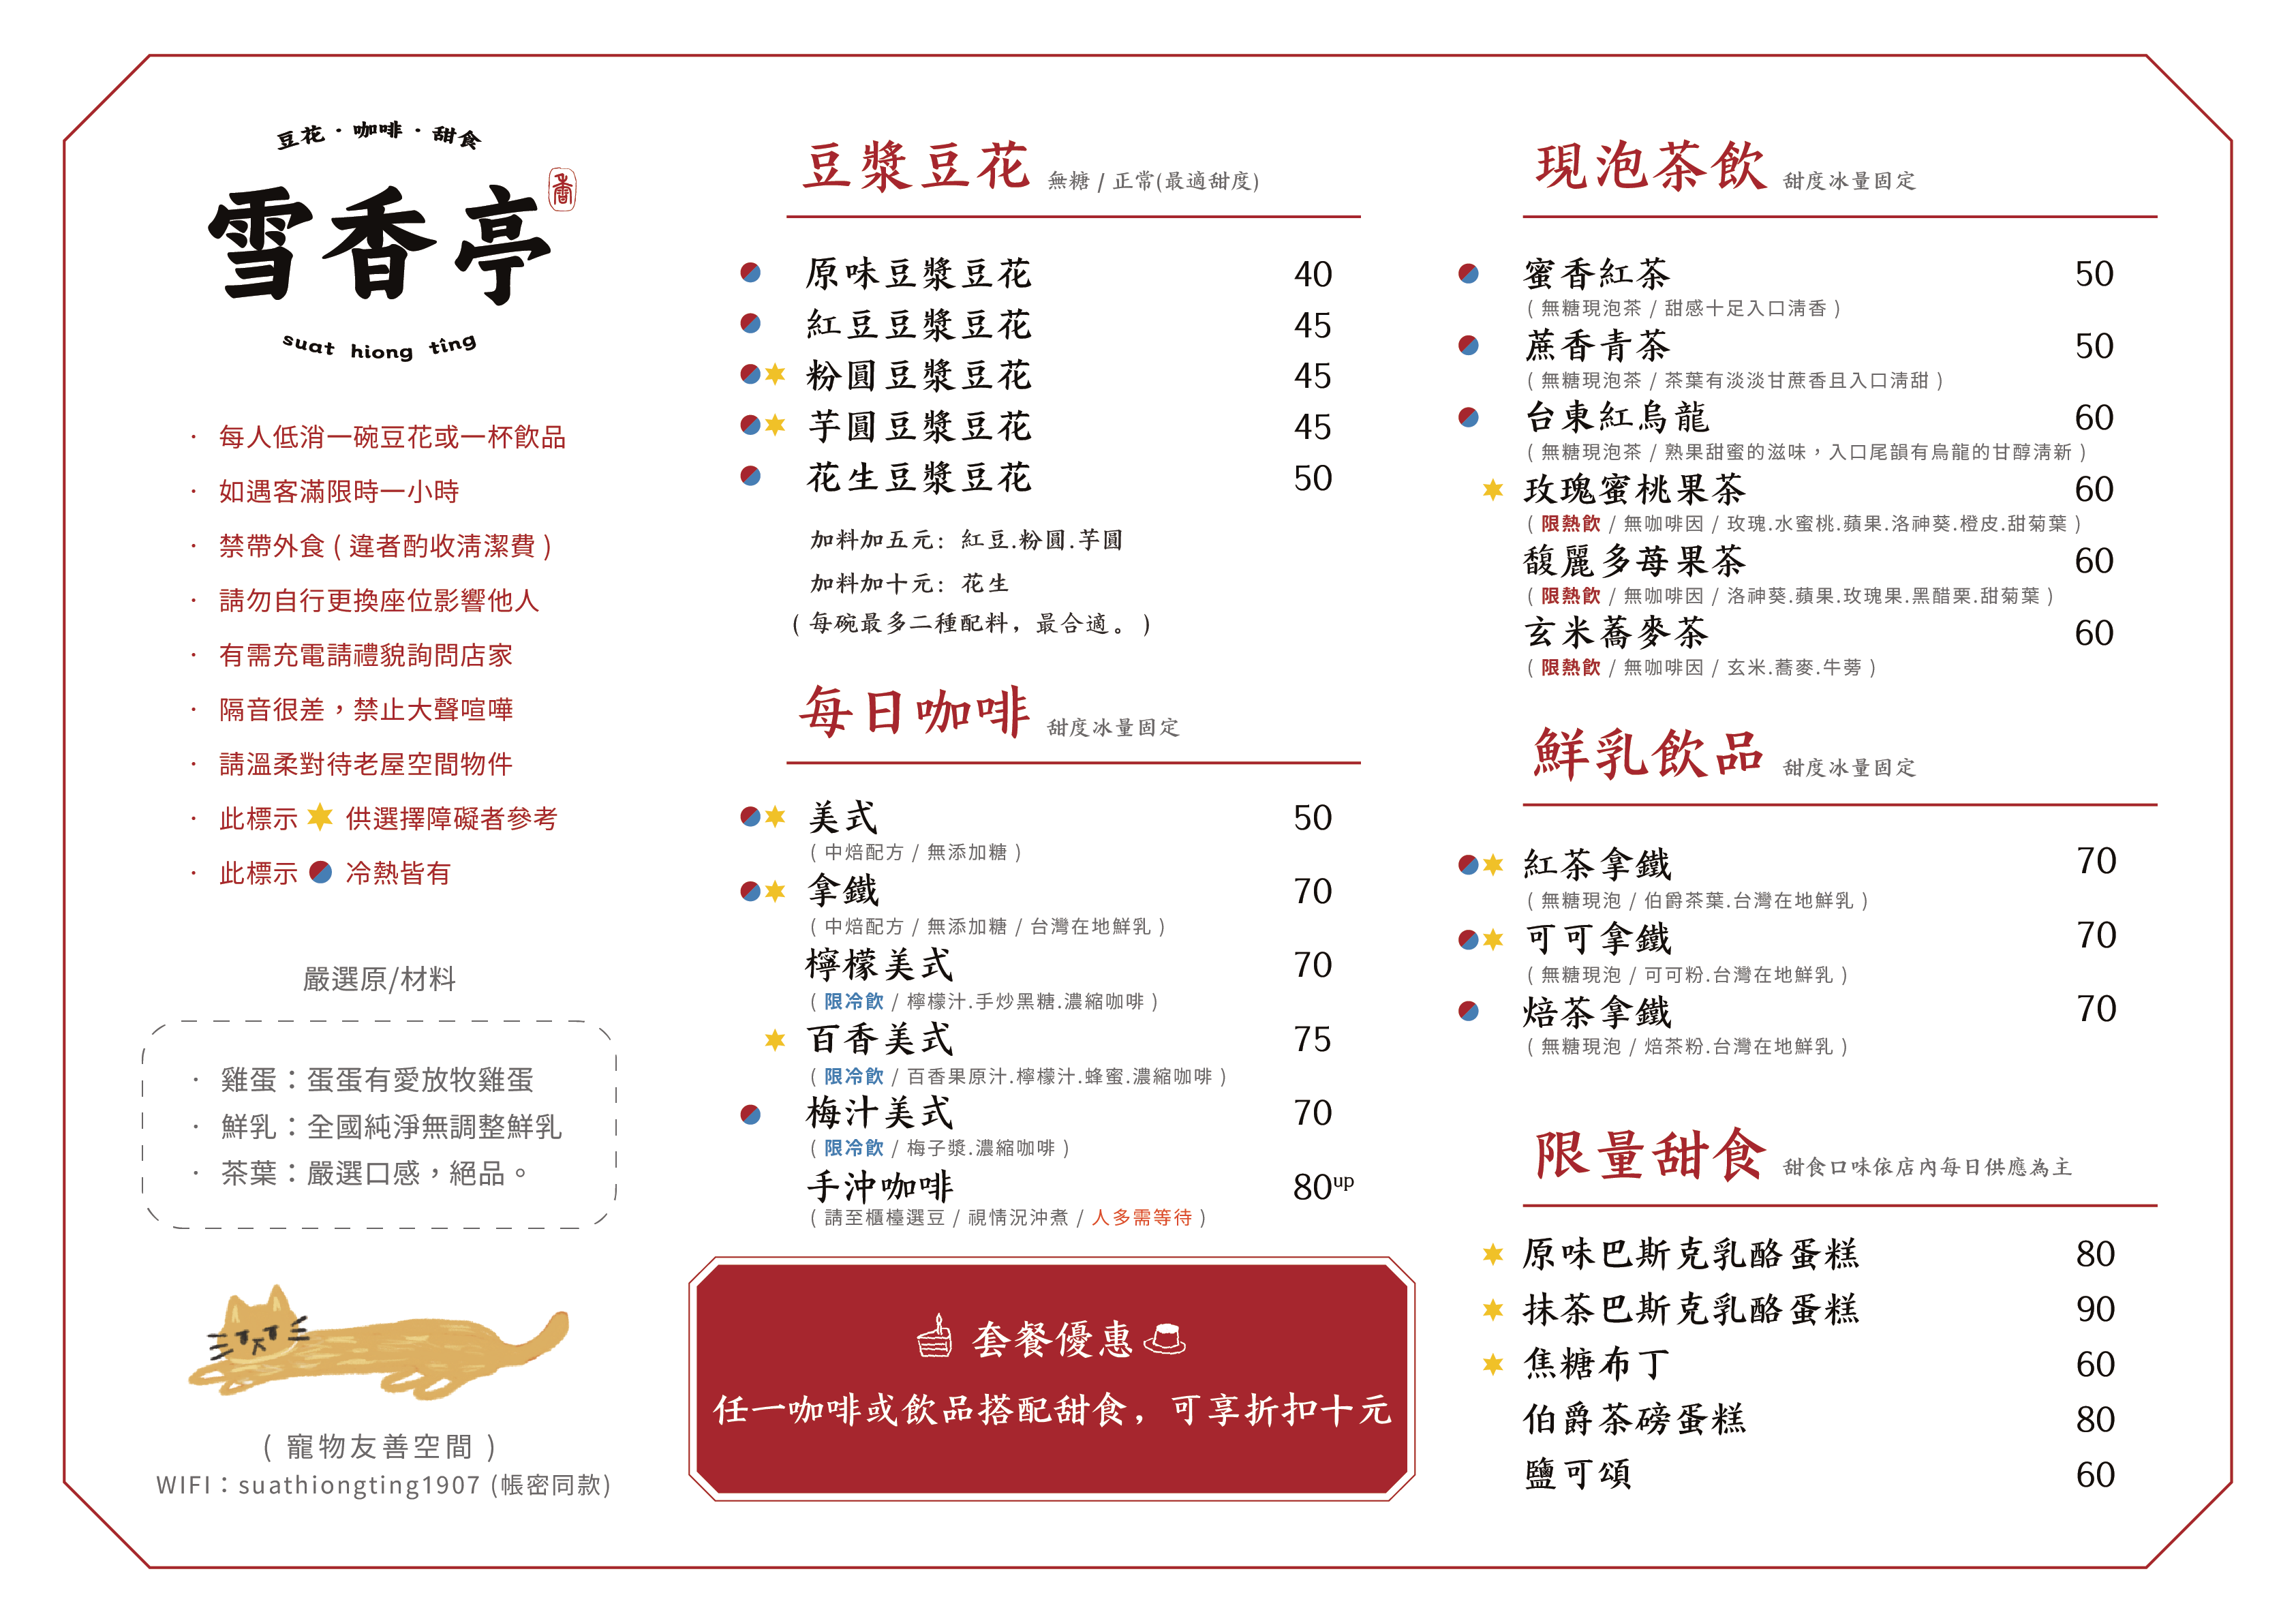 豆花・咖啡・甜食
雪香亭
香
suat hiong tîng
· 每人低消一碗豆花或一杯飲品
· 如遇客滿限時一小時
· 禁帶外食 ( 違者酌收清潔費 )
· 請勿自行更換座位影響他人
· 有需充電請禮貌詢問店家
· 隔音很差，禁止大聲喧嘩
· 請溫柔對待老屋空間物件
· 此標示 供選擇障礙者參考
· 此標示 冷熱皆有
嚴選原/材料
· 雞蛋：蛋蛋有愛放牧雞蛋
· 鮮乳：全國純淨無調整鮮乳
· 茶葉：嚴選口感，絕品。
( 寵物友善空間 )
WIFI：suathiongting1907 (帳密同款)
豆漿豆花 無糖 / 正常(最適甜度)
原味豆漿豆花 40
紅豆豆漿豆花 45
粉圓豆漿豆花 45
芋圓豆漿豆花 45
花生豆漿豆花 50
加料加五元：紅豆.粉圓.芋圓
加料加十元：花生
( 每碗最多二種配料，最合適。)
每日咖啡 甜度冰量固定
美式 50
( 中焙配方 / 無添加糖 )
拿鐵 70
( 中焙配方 / 無添加糖 / 台灣在地鮮乳 )
檸檬美式 70
( 限冷飲 / 檸檬汁.手炒黑糖.濃縮咖啡 )
百香美式 75
( 限冷飲 / 百香果原汁.檸檬汁.蜂蜜.濃縮咖啡 )
梅汁美式 70
( 限冷飲 / 梅子漿.濃縮咖啡 )
手沖咖啡 80up
( 請至櫃檯選豆 / 視情況沖煮 / 人多需等待 )
套餐優惠
任一咖啡或飲品搭配甜食，可享折扣十元
現泡茶飲 甜度冰量固定
蜜香紅茶 50
( 無糖現泡茶 / 甜感十足入口清香 )
蔗香青茶 50
( 無糖現泡茶 / 茶葉有淡淡甘蔗香且入口清甜 )
台東紅烏龍 60
( 無糖現泡茶 / 熟果甜蜜的滋味，入口尾韻有烏龍的甘醇清新 )
玫瑰蜜桃果茶 60
( 限熱飲 / 無咖啡因 / 玫瑰.水蜜桃.蘋果.洛神葵.橙皮.甜菊葉 )
馥麗多莓果茶 60
( 限熱飲 / 無咖啡因 / 洛神葵.蘋果.玫瑰果.黑醋栗.甜菊葉 )
玄米蕎麥茶 60
( 限熱飲 / 無咖啡因 / 玄米.蕎麥.牛蒡 )
鮮乳飲品 甜度冰量固定
紅茶拿鐵 70
( 無糖現泡 / 伯爵茶葉.台灣在地鮮乳 )
可可拿鐵 70
( 無糖現泡 / 可可粉.台灣在地鮮乳 )
焙茶拿鐵 70
( 無糖現泡 / 焙茶粉.台灣在地鮮乳 )
限量甜食 甜食口味依店內每日供應為主
原味巴斯克乳酪蛋糕 80
抹茶巴斯克乳酪蛋糕 90
焦糖布丁 60
伯爵茶磅蛋糕 80
鹽可頌 60